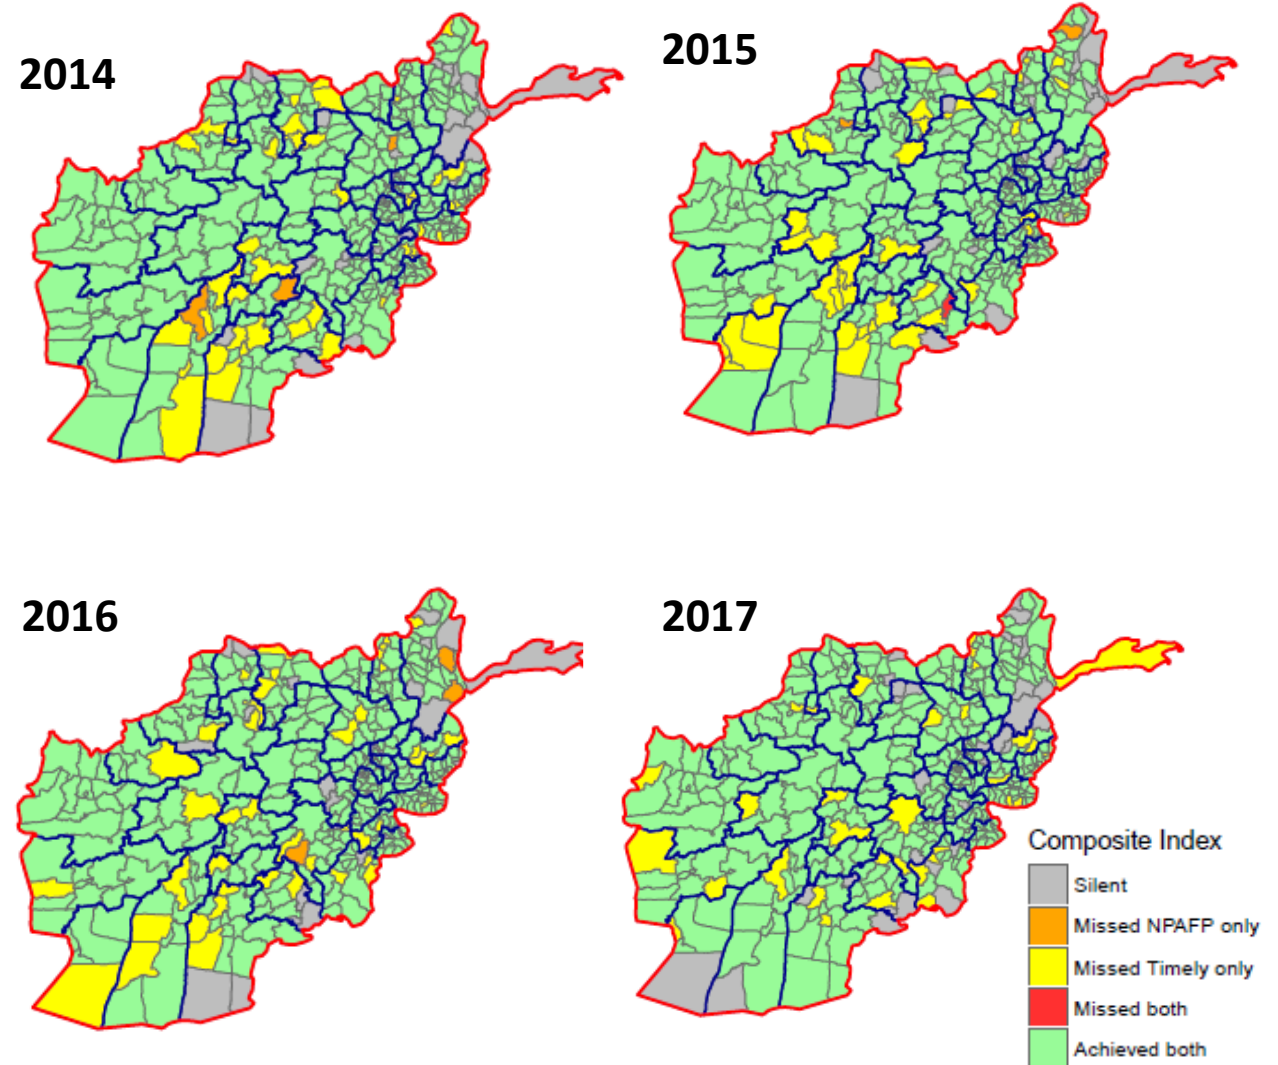 2014
2015
2016
2017
Composite Index
Silent
Missed NPAFP only
Missed Timely only
Missed both
Achieved both